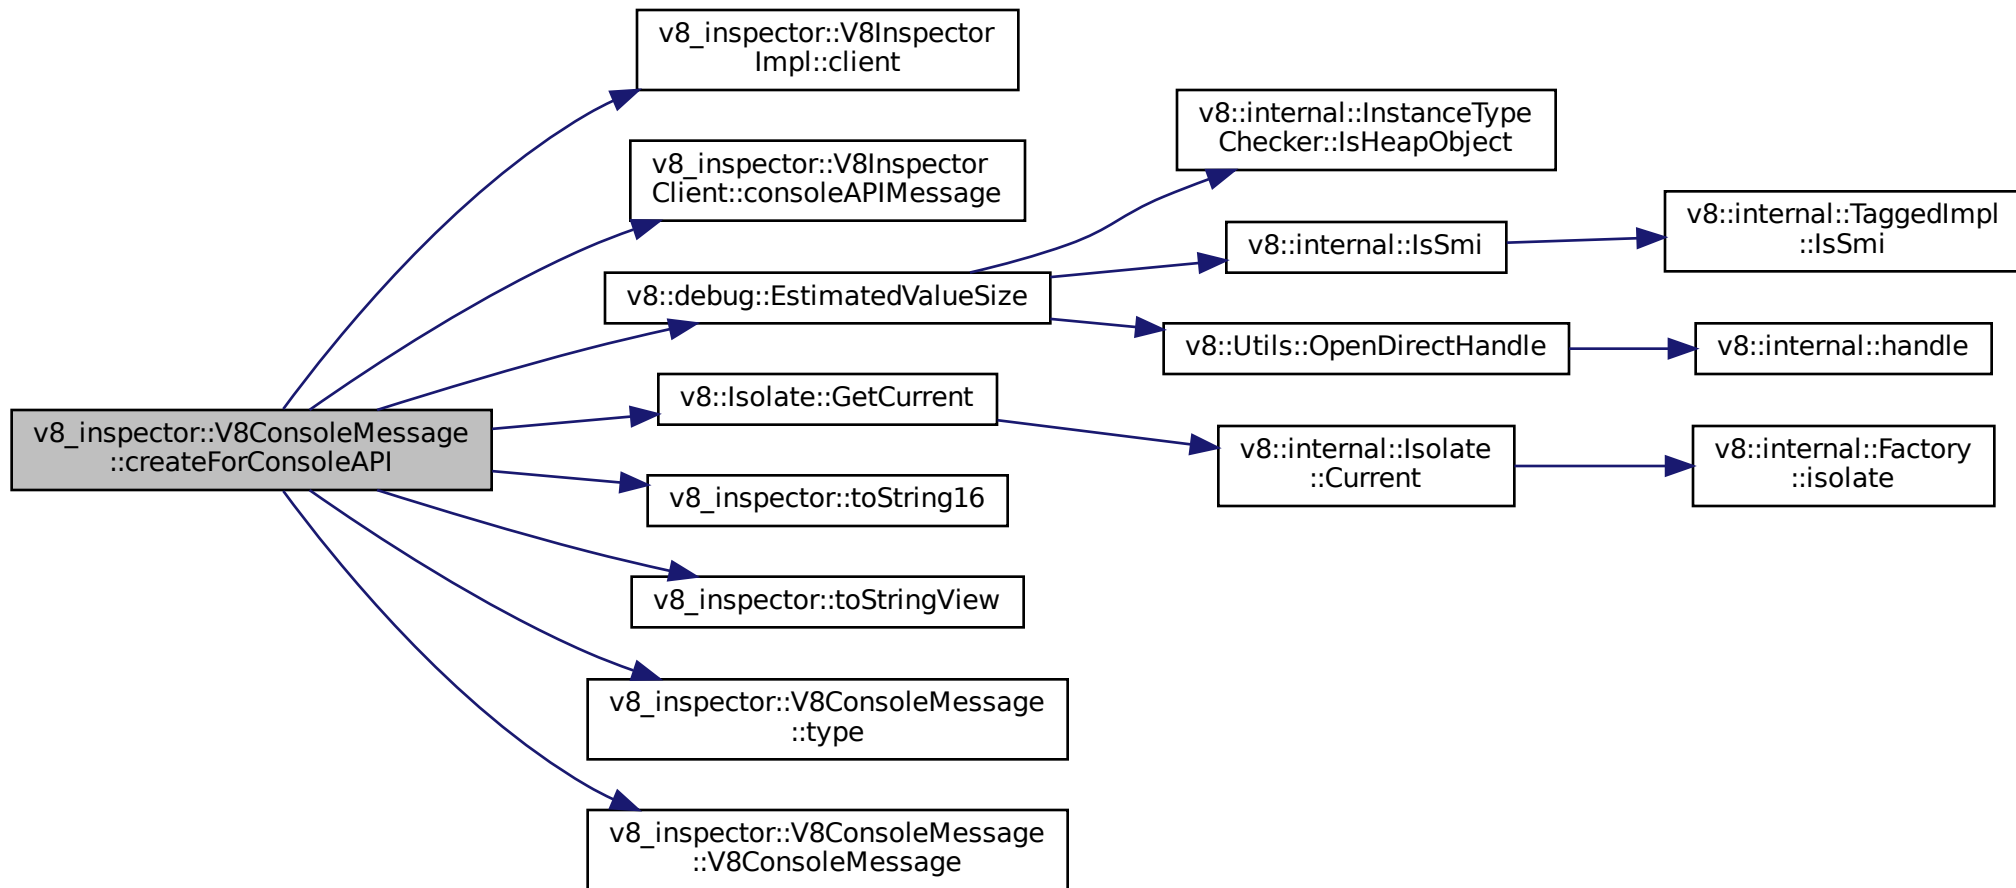 v8_inspector::V8ConsoleMessage
::createForConsoleAPI
v8_inspector::V8Inspector
Impl::client
v8_inspector::V8Inspector
Client::consoleAPIMessage
v8::debug::EstimatedValueSize
v8::internal::InstanceType
Checker::IsHeapObject
v8::internal::IsSmi
v8::internal::TaggedImpl
::IsSmi
v8::Utils::OpenDirectHandle
v8::internal::handle
v8::Isolate::GetCurrent
v8::internal::Isolate
::Current
v8::internal::Factory
::isolate
v8_inspector::toString16
v8_inspector::toStringView
v8_inspector::V8ConsoleMessage
::type
v8_inspector::V8ConsoleMessage
::V8ConsoleMessage